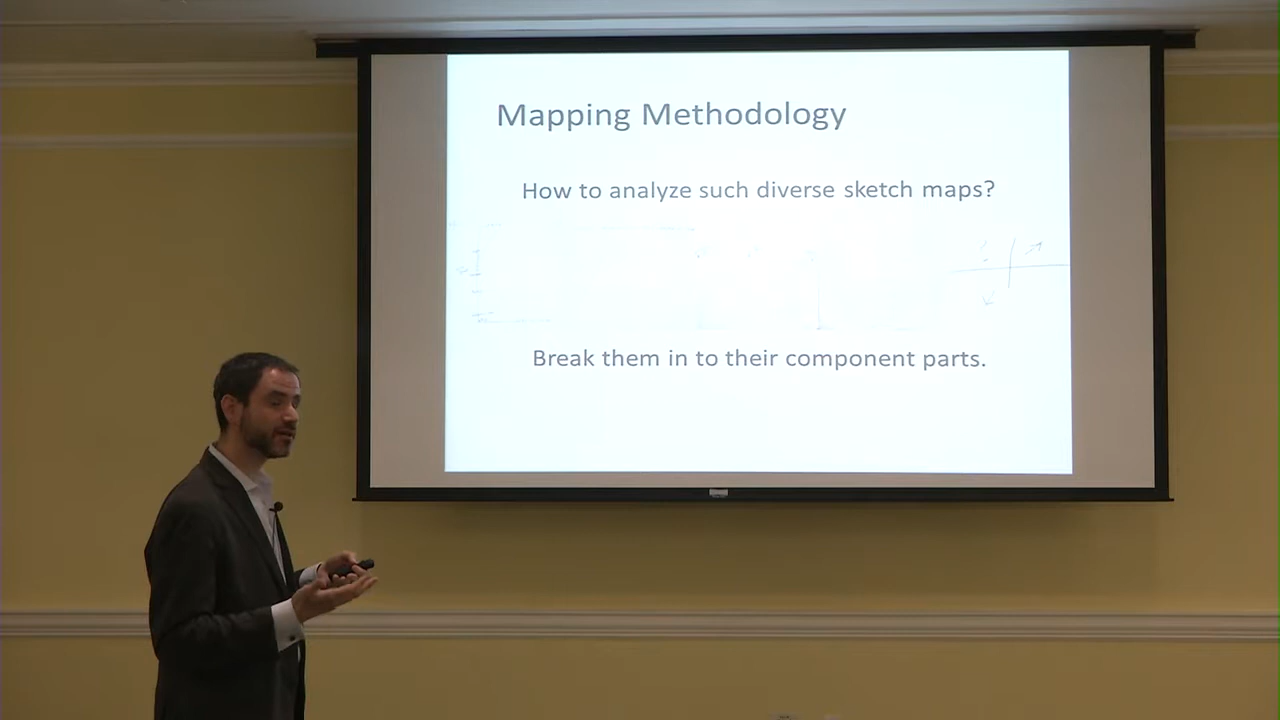 Mapping Methodology
How to analyze such diverse sketch maps?
Break them in to their component parts.